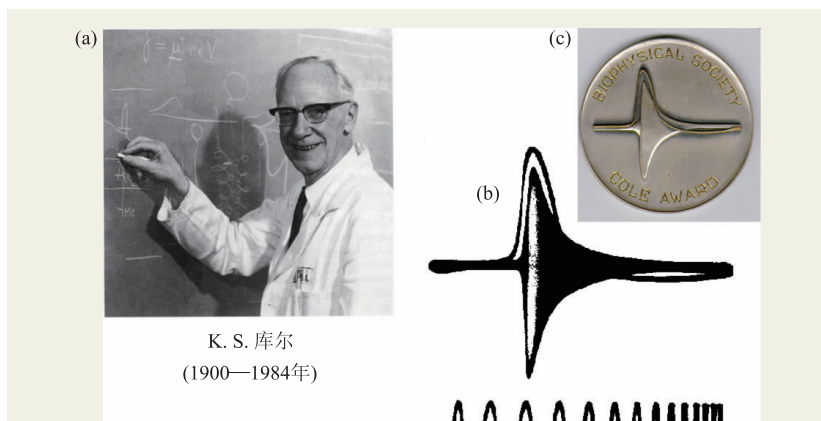 (a)
γ = μ
(c)
BIOPHYSICAL SOCIETY
COLE AWARD
(b)
K. S. 库尔
(1900—1984年)